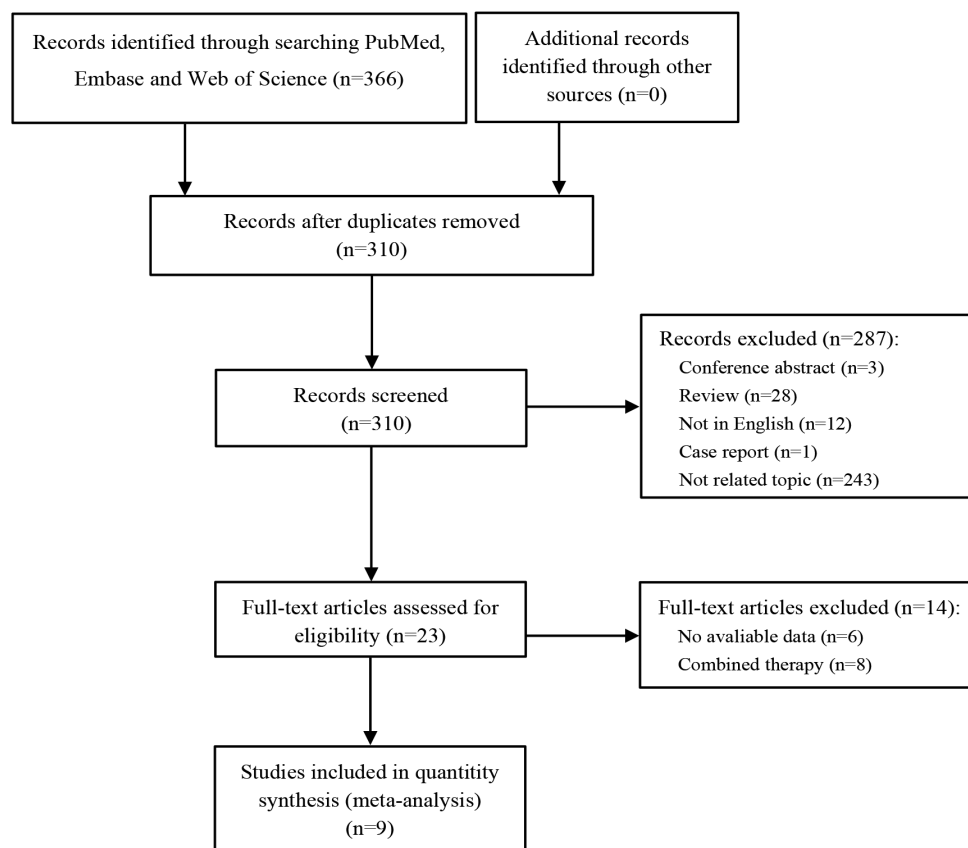 Records identified through searching PubMed,
Embase and Web of Science (n=366)
Additional records
identified through other
sources (n=0)
Records after duplicates removed
(n=310)
Records screened
(n=310)
Records excluded (n=287):
Conference abstract (n=3)
Review (n=28)
Not in English (n=12)
Case report (n=1)
Not related topic (n=243)
Full-text articles assessed for
eligibility (n=23)
Full-text articles excluded (n=14):
No avaliable data (n=6)
Combined therapy (n=8)
Studies included in quantitity
synthesis (meta-analysis)
(n=9)